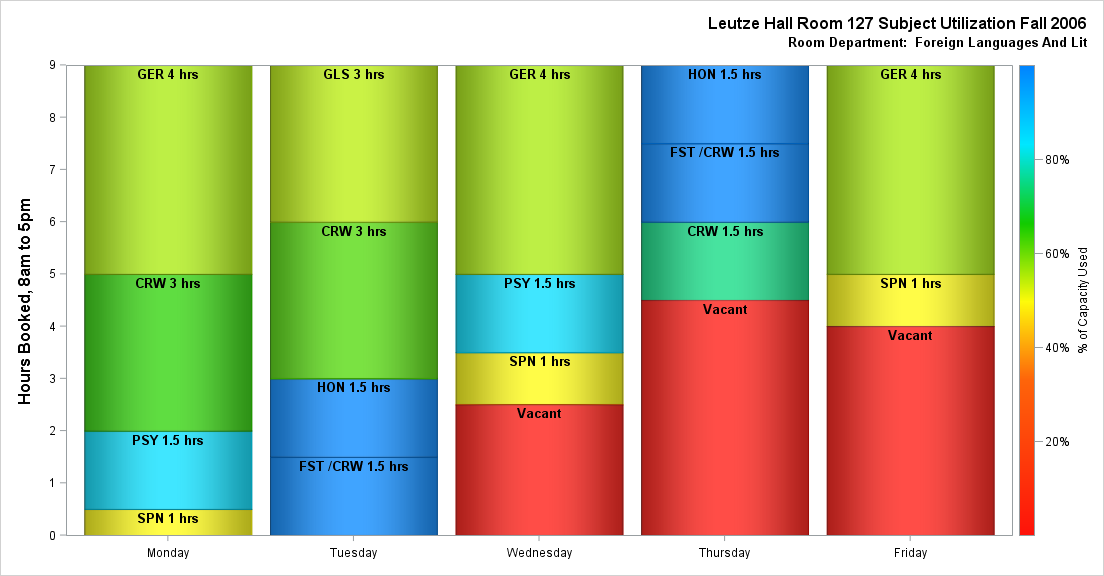 Leutze Hall Room 127 Subject Utilization Fall 2006
Room Department: Foreign Languages And Lit
Hours Booked, 8am to 5pm
9
8
7
6
5
4
3
2
1
0
GER 4 hrs
CRW 3 hrs
PSY 1.5 hrs
SPN 1 hrs
GLS 3 hrs
CRW 3 hrs
HON 1.5 hrs
FST /CRW 1.5 hrs
GER 4 hrs
PSY 1.5 hrs
SPN 1 hrs
Vacant
HON 1.5 hrs
FST /CRW 1.5 hrs
CRW 1.5 hrs
Vacant
GER 4 hrs
SPN 1 hrs
Vacant
Monday
Tuesday
Wednesday
Thursday
Friday
80%
60%
40%
20%
% of Capacity Used